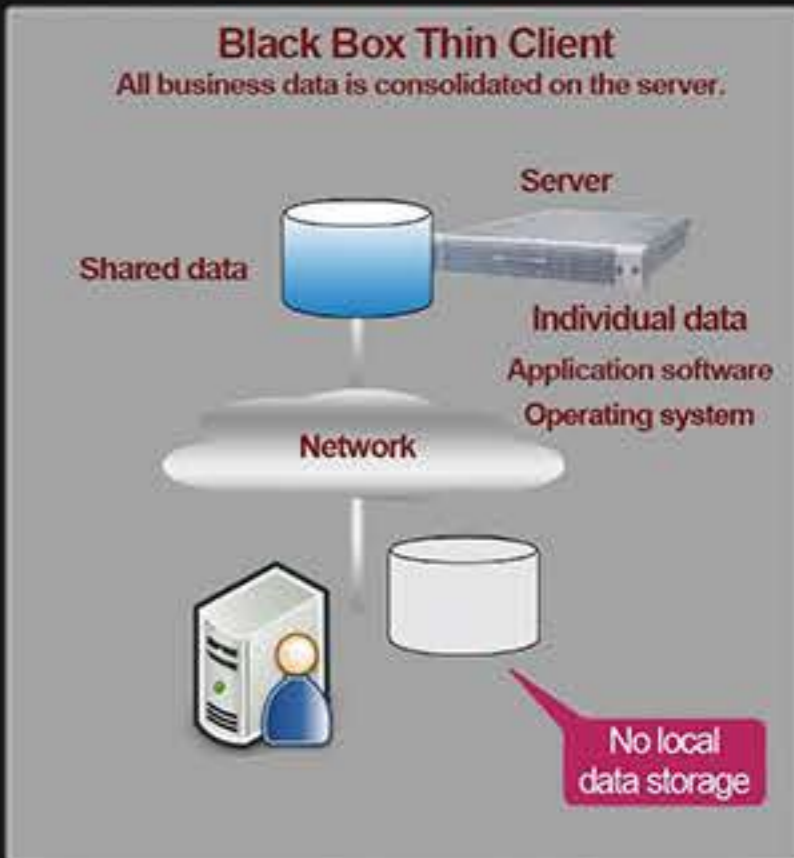 Black Box Thin Client
All business data is consolidated on the server.
Server
Shared data
Individual data
Application software
Operating system
Network
No local
data storage